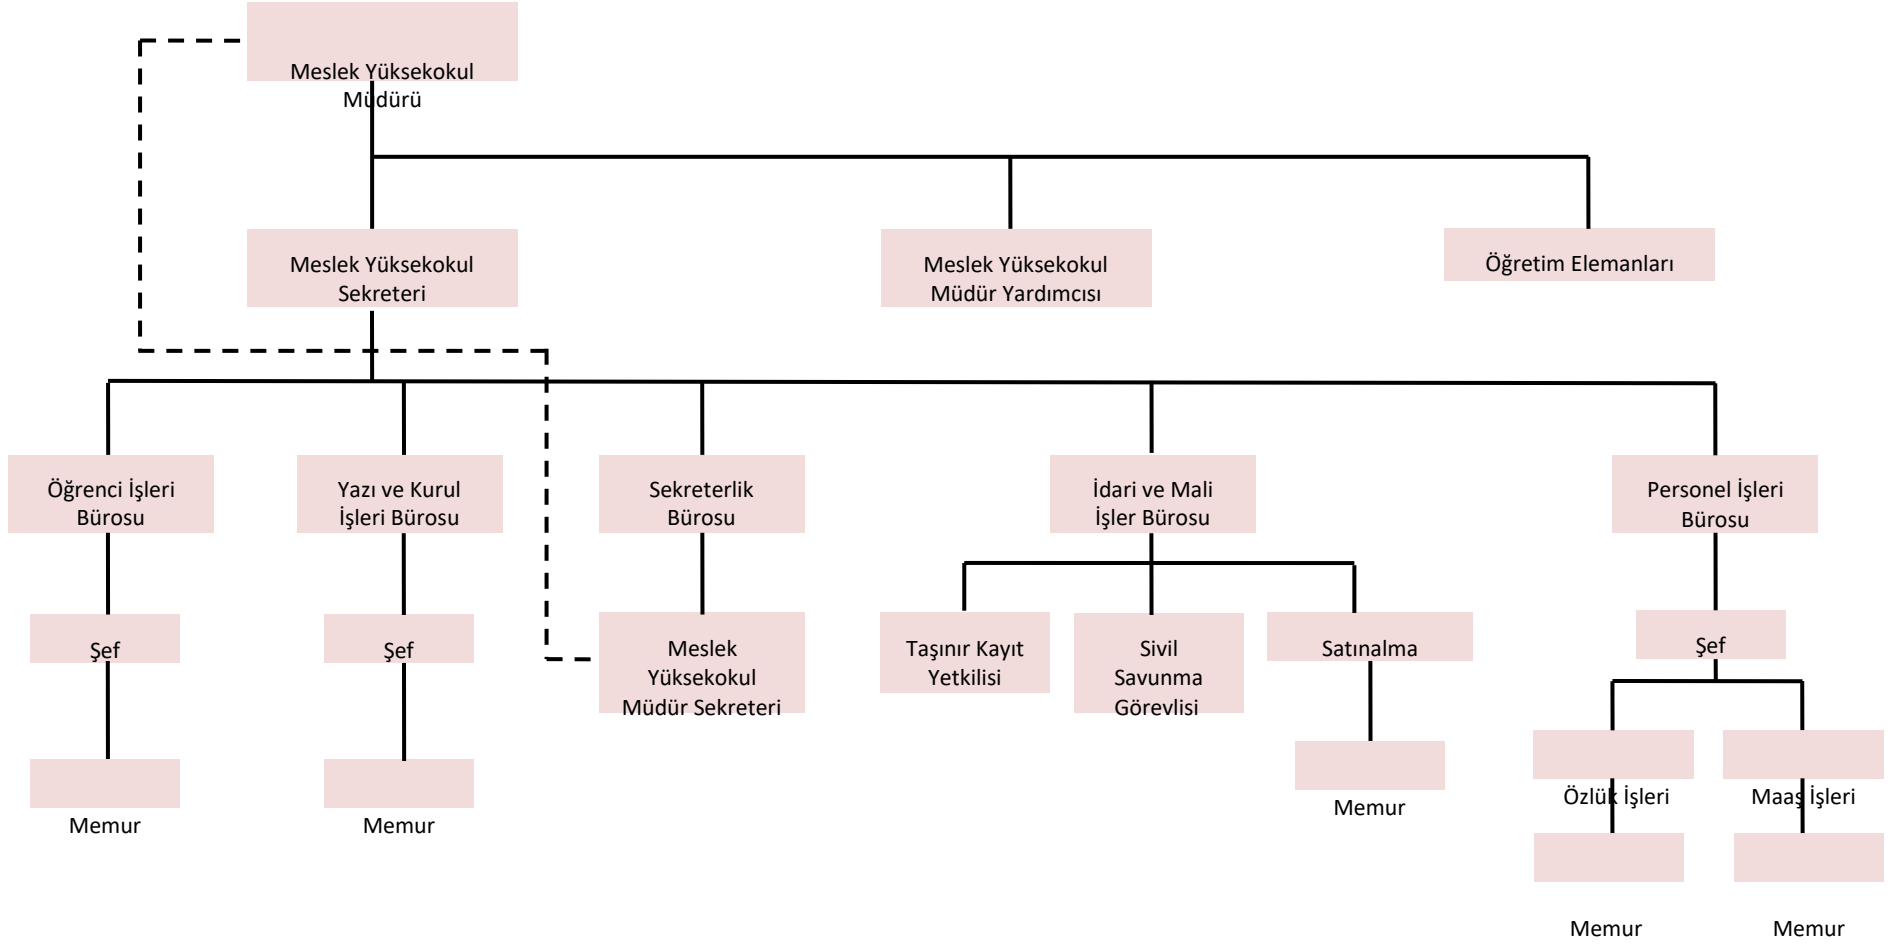 Meslek Yüksekokul
Müdürü
Meslek Yüksekokul
Sekreteri
Meslek Yüksekokul
Müdür Yardımcısı
Öğretim Elemanları
Öğrenci İşleri
Bürosu
Yazı ve Kurul
İşleri Bürosu
Sekreterlik
Bürosu
İdari ve Mali
İşler Bürosu
Personel İşleri
Bürosu
Şef
Şef
Meslek
Yüksekokul
Müdür Sekreteri
Taşınır Kayıt
Yetkilisi
Sivil
Savunma
Görevlisi
Satınalma
Şef
Memur
Memur
Memur
Özlük İşleri
Maaş İşleri
Memur
Memur